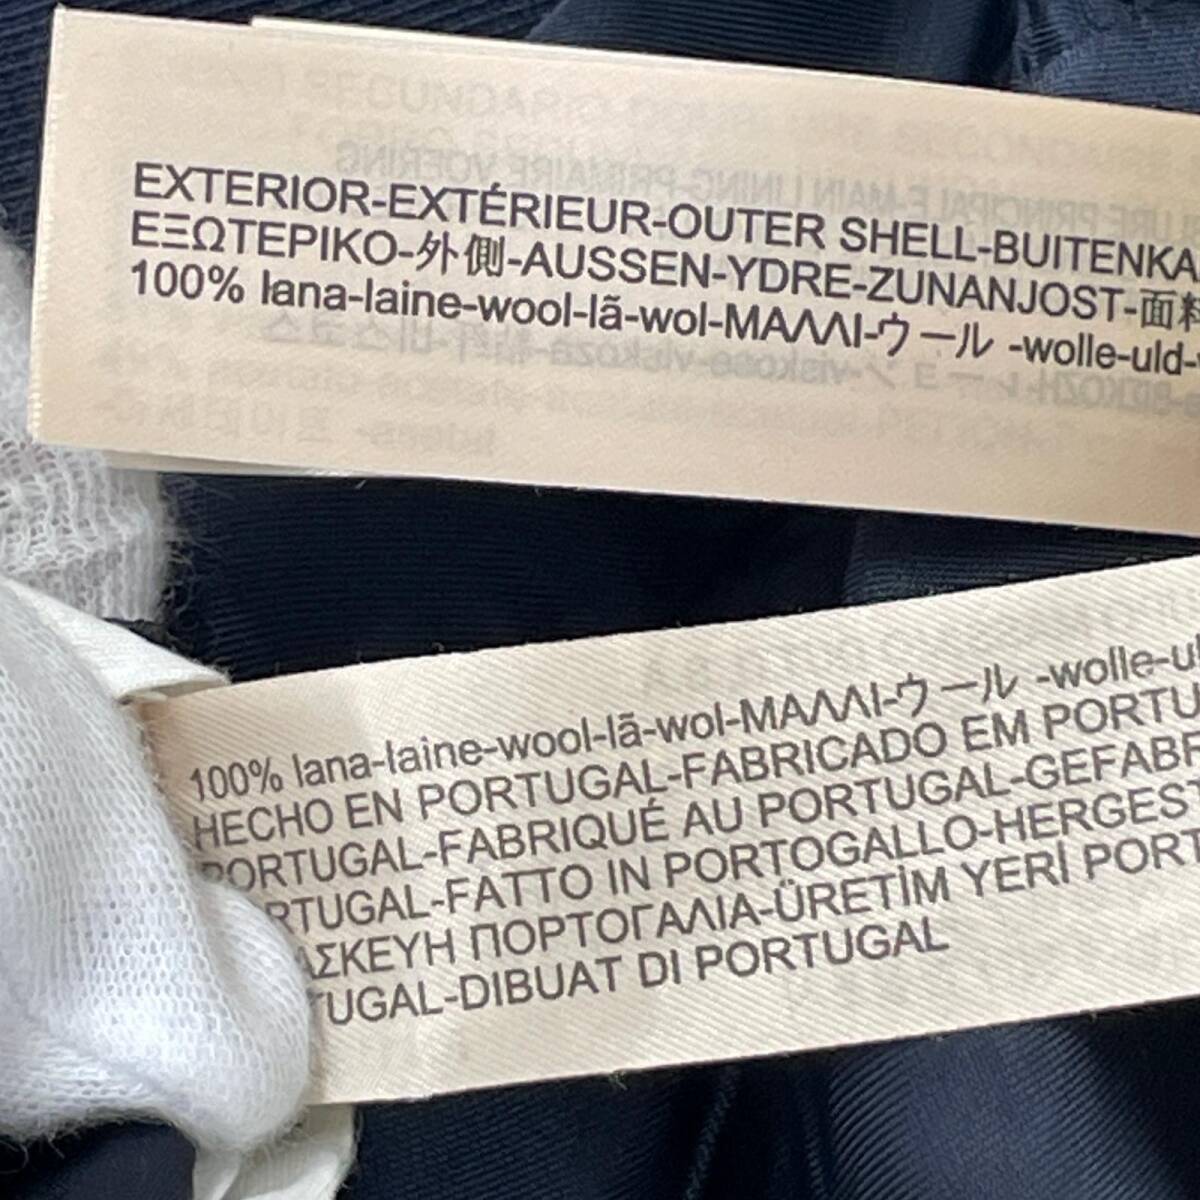 EXTERIOR-EXTÉRIEUR-OUTER SHELL-BUITENKA
ΕΞΩΤΕΡΙΚΟ-外側-AUSSEN-YDRE-ZUNANJOST-面料
100% lana-laine-wool-lã-wol-ΜΑΛΛΙ-ウール -wolle-uld-
100% lana-laine-wool-lã-wol-ΜΑΛΛΙ-ウール -wolle-ul
HECHO EN PORTUGAL-FABRICADO EM PORTU
PORTUGAL-FABRIQUÉ AU PORTUGAL-GEFABR
RTUGAL-FATTO IN PORTOGALLO-HERGEST
ΑΣΚΕΥΗ ΠΟΡΤΟΓΑΛΙΑ-ÜRETİM YERİ PORT
TUGAL-DIBUAT DI PORTUGAL